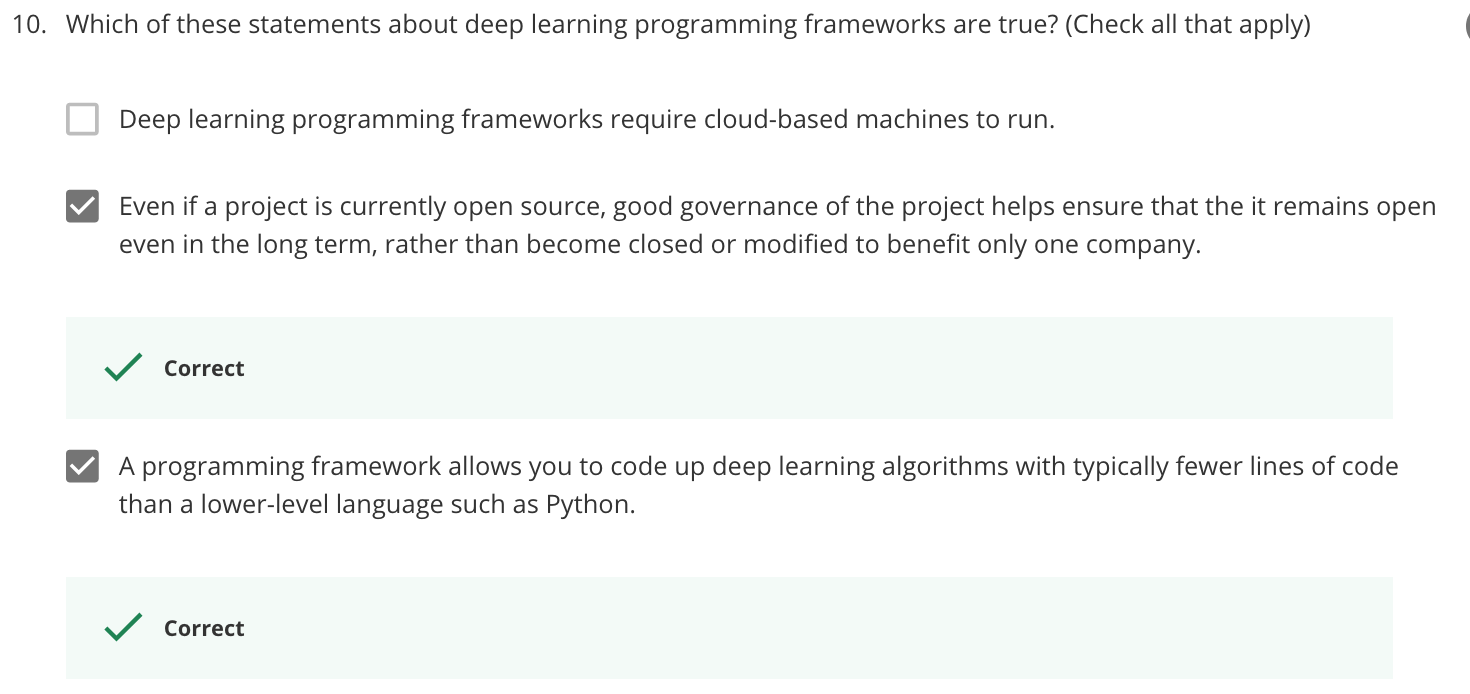 10. Which of these statements about deep learning programming frameworks are true? (Check all that apply)
Deep learning programming frameworks require cloud-based machines to run.
Even if a project is currently open source, good governance of the project helps ensure that the it remains open
even in the long term, rather than become closed or modified to benefit only one company.
Correct
A programming framework allows you to code up deep learning algorithms with typically fewer lines of code
than a lower-level language such as Python.
Correct